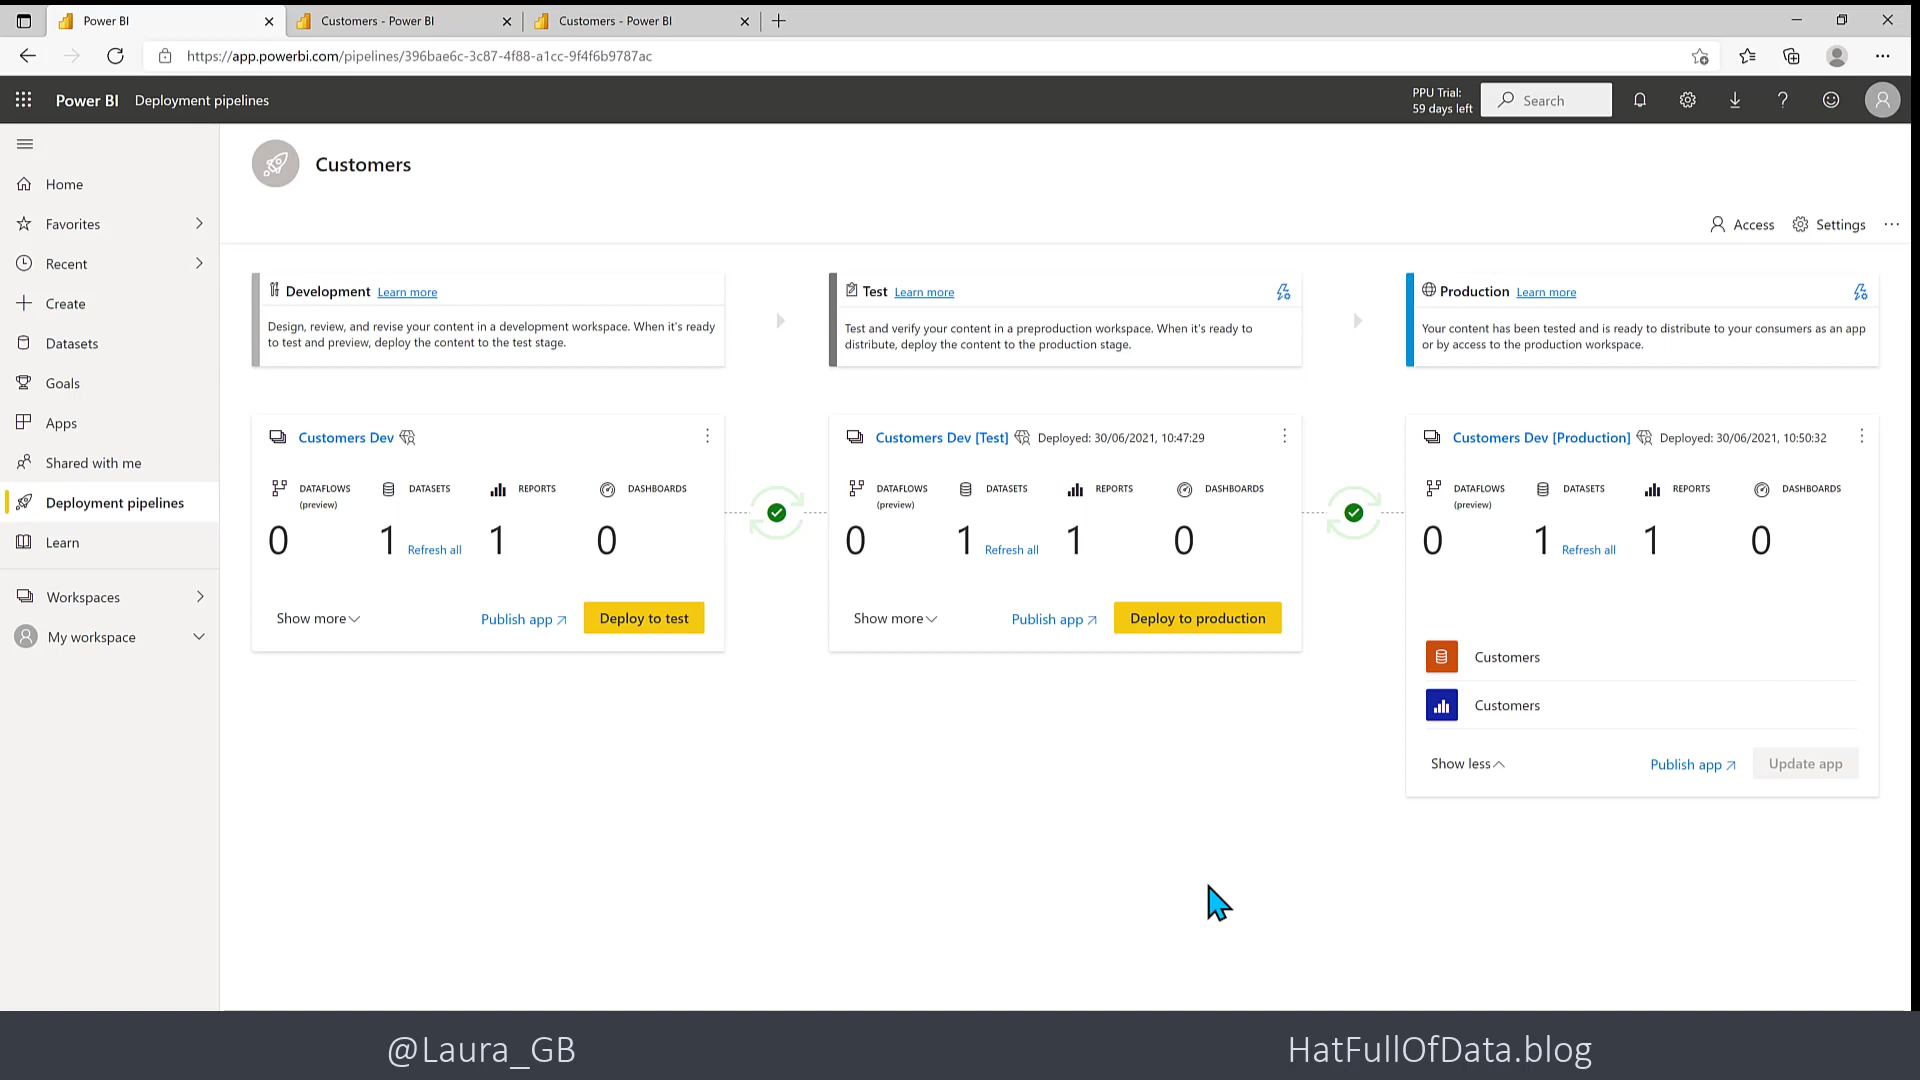 Power BI
Customers - Power BI
Customers - Power BI
https://app.powerbi.com/pipelines/396bae6c-3c87-4f88-a1cc-9f4f6b9787ac
Power BI Deployment pipelines
PPU Trial:
59 days left
Search
Home
Favorites
Recent
Create
Datasets
Goals
Apps
Shared with me
Deployment pipelines
Learn
Workspaces
My workspace
Customers
Access Settings
Development Learn more
Design, review, and revise your content in a development workspace. When it's ready
to test and preview, deploy the content to the test stage.
Test Learn more
Test and verify your content in a preproduction workspace. When it's ready to
distribute, deploy the content to the production stage.
Production Learn more
Your content has been tested and is ready to distribute to your consumers as an app
or by access to the production workspace.
Customers Dev
DATAFLOWS DATASETS REPORTS DASHBOARDS
(preview)
0 1 Refresh all 1 0
Show more Publish app Deploy to test
Customers Dev [Test] Deployed: 30/06/2021, 10:47:29
DATAFLOWS DATASETS REPORTS DASHBOARDS
(preview)
0 1 Refresh all 1 0
Show more Publish app Deploy to production
Customers Dev [Production] Deployed: 30/06/2021, 10:50:32
DATAFLOWS DATASETS REPORTS DASHBOARDS
(preview)
0 1 Refresh all 1 0
Customers
Customers
Show less Publish app Update app
@Laura_GB
HatFullOfData.blog